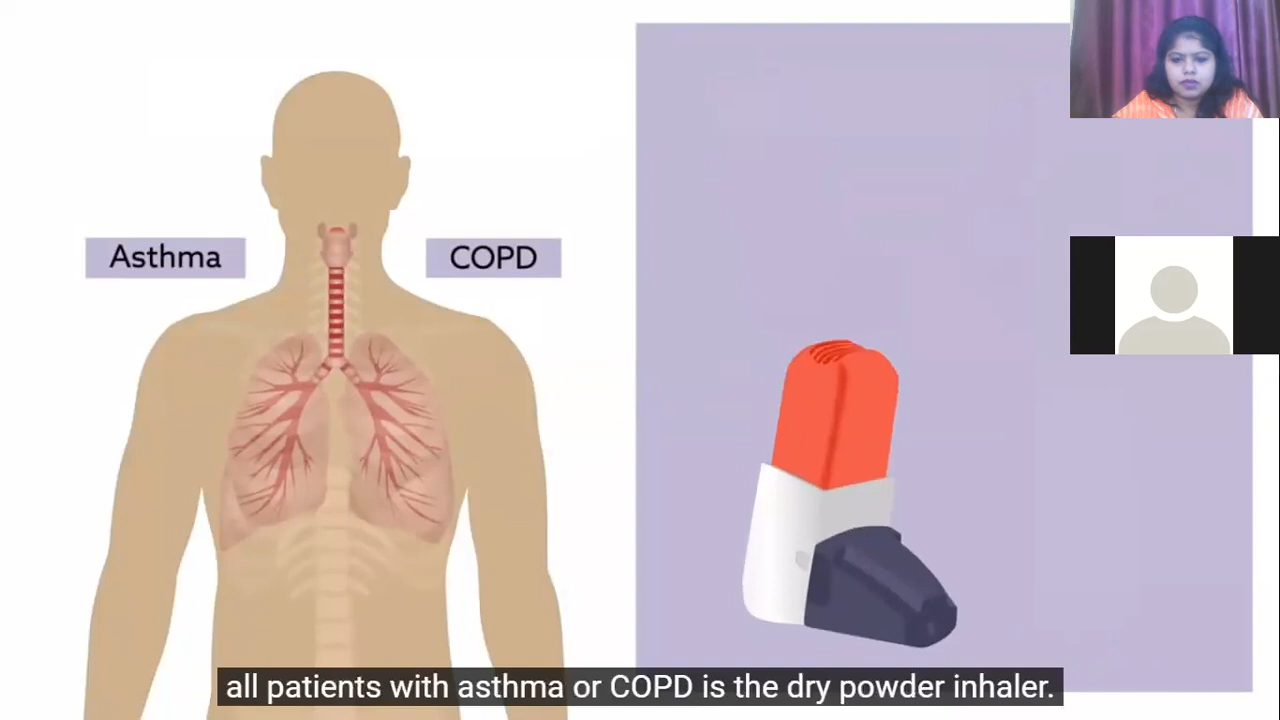 Asthma
COPD
all patients with asthma or COPD is the dry powder inhaler.